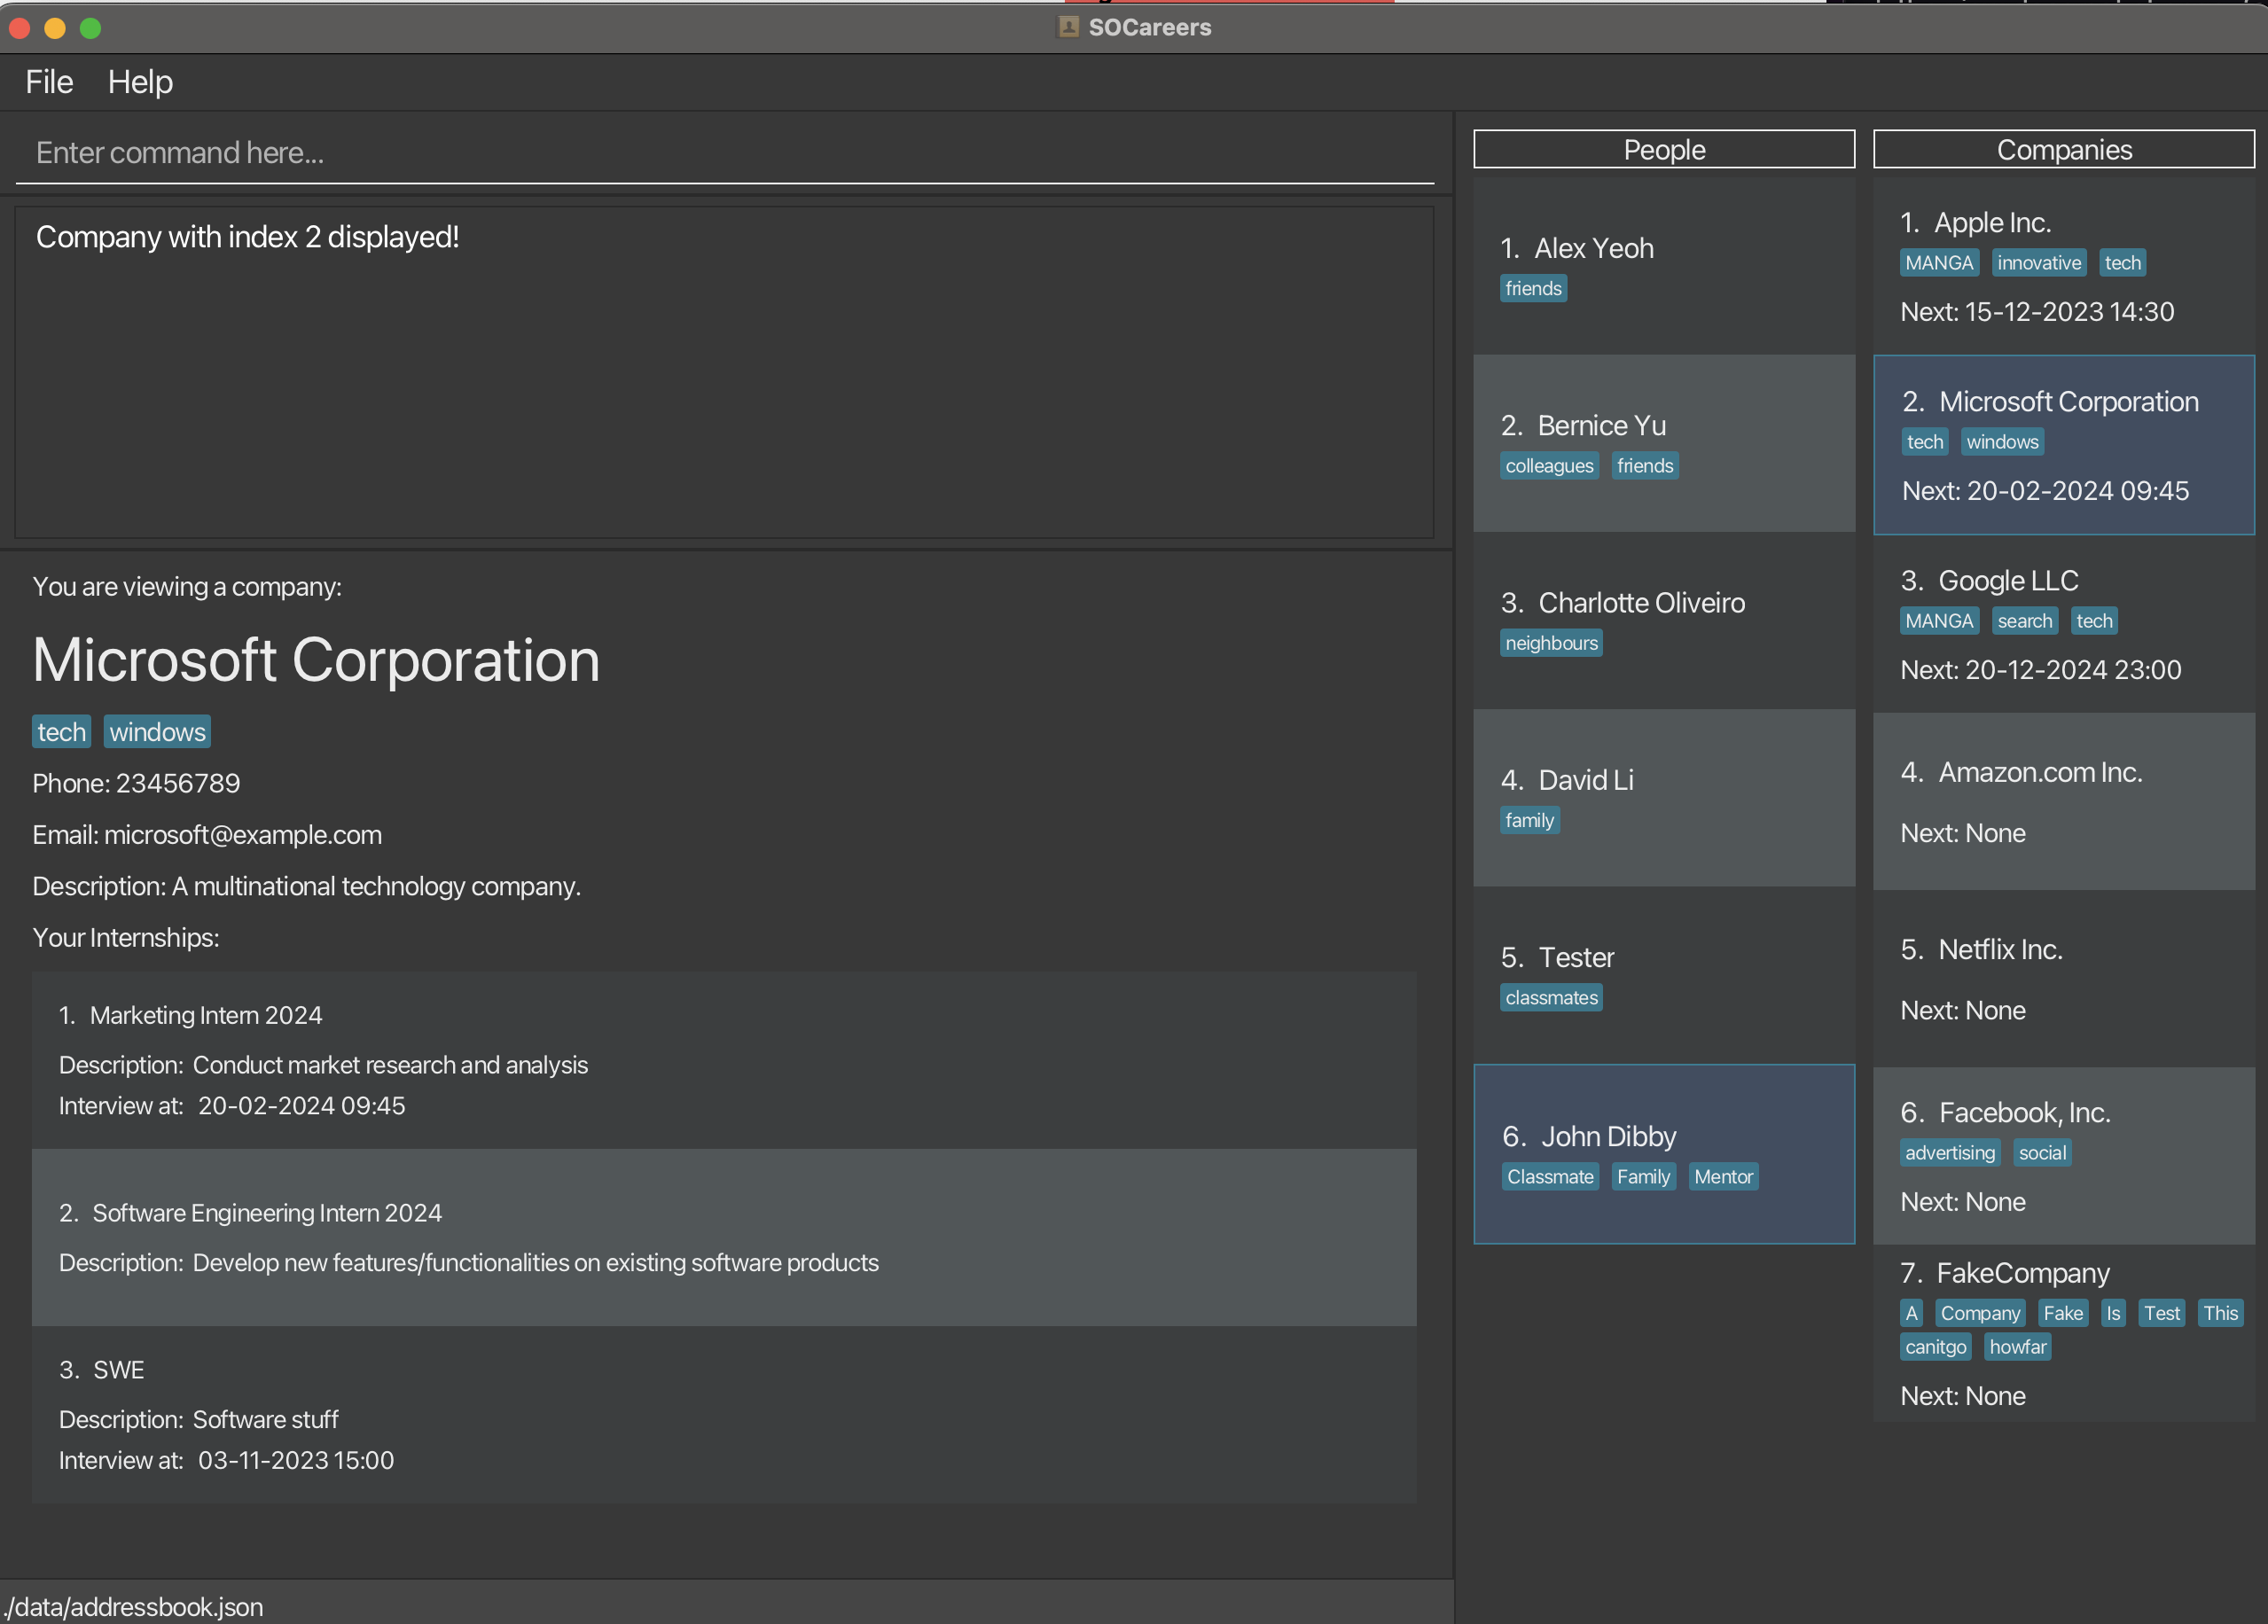 SOCareers
File Help
Enter command here...
Company with index 2 displayed!
You are viewing a company:
Microsoft Corporation
tech windows
Phone: 23456789
Email: microsoft@example.com
Description: A multinational technology company.
Your Internships:
1. Marketing Intern 2024
Description: Conduct market research and analysis
Interview at: 20-02-2024 09:45
2. Software Engineering Intern 2024
Description: Develop new features/functionalities on existing software products
3. SWE
Description: Software stuff
Interview at: 03-11-2023 15:00
./data/addressbook.json
People
1. Alex Yeoh
friends
2. Bernice Yu
colleagues friends
3. Charlotte Oliveiro
neighbours
4. David Li
family
5. Tester
classmates
6. John Dibby
Classmate Family Mentor
Companies
1. Apple Inc.
MANGA innovative tech
Next: 15-12-2023 14:30
2. Microsoft Corporation
tech windows
Next: 20-02-2024 09:45
3. Google LLC
MANGA search tech
Next: 20-12-2024 23:00
4. Amazon.com Inc.
Next: None
5. Netflix Inc.
Next: None
6. Facebook, Inc.
advertising social
Next: None
7. FakeCompany
A Company Fake Is Test This
canitgo howfar
Next: None